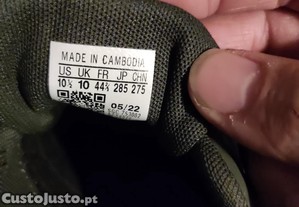 MADE IN CAMBODIA
US UK FR JP CHN
10½ 10 44⅔ 285 275
05/22
CustoJusto.pt